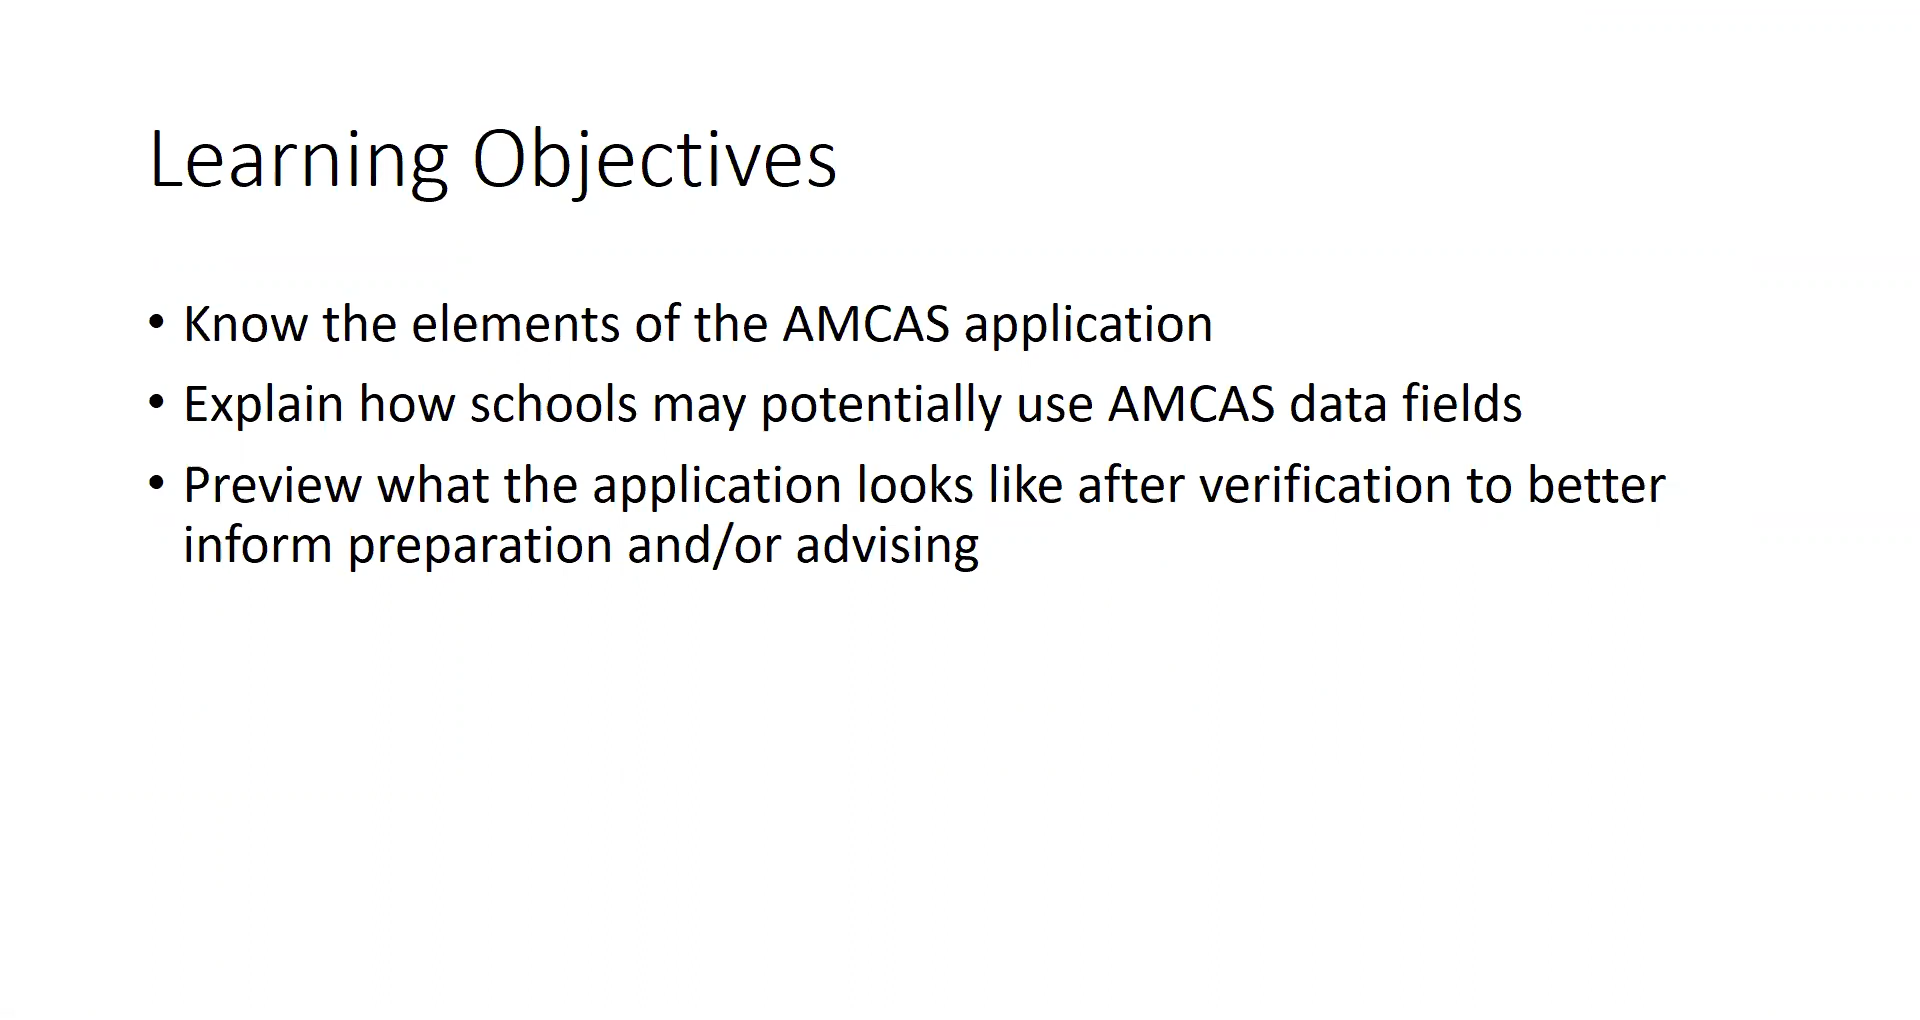 Learning Objectives
• Know the elements of the AMCAS application
• Explain how schools may potentially use AMCAS data fields
• Preview what the application looks like after verification to better
inform preparation and/or advising